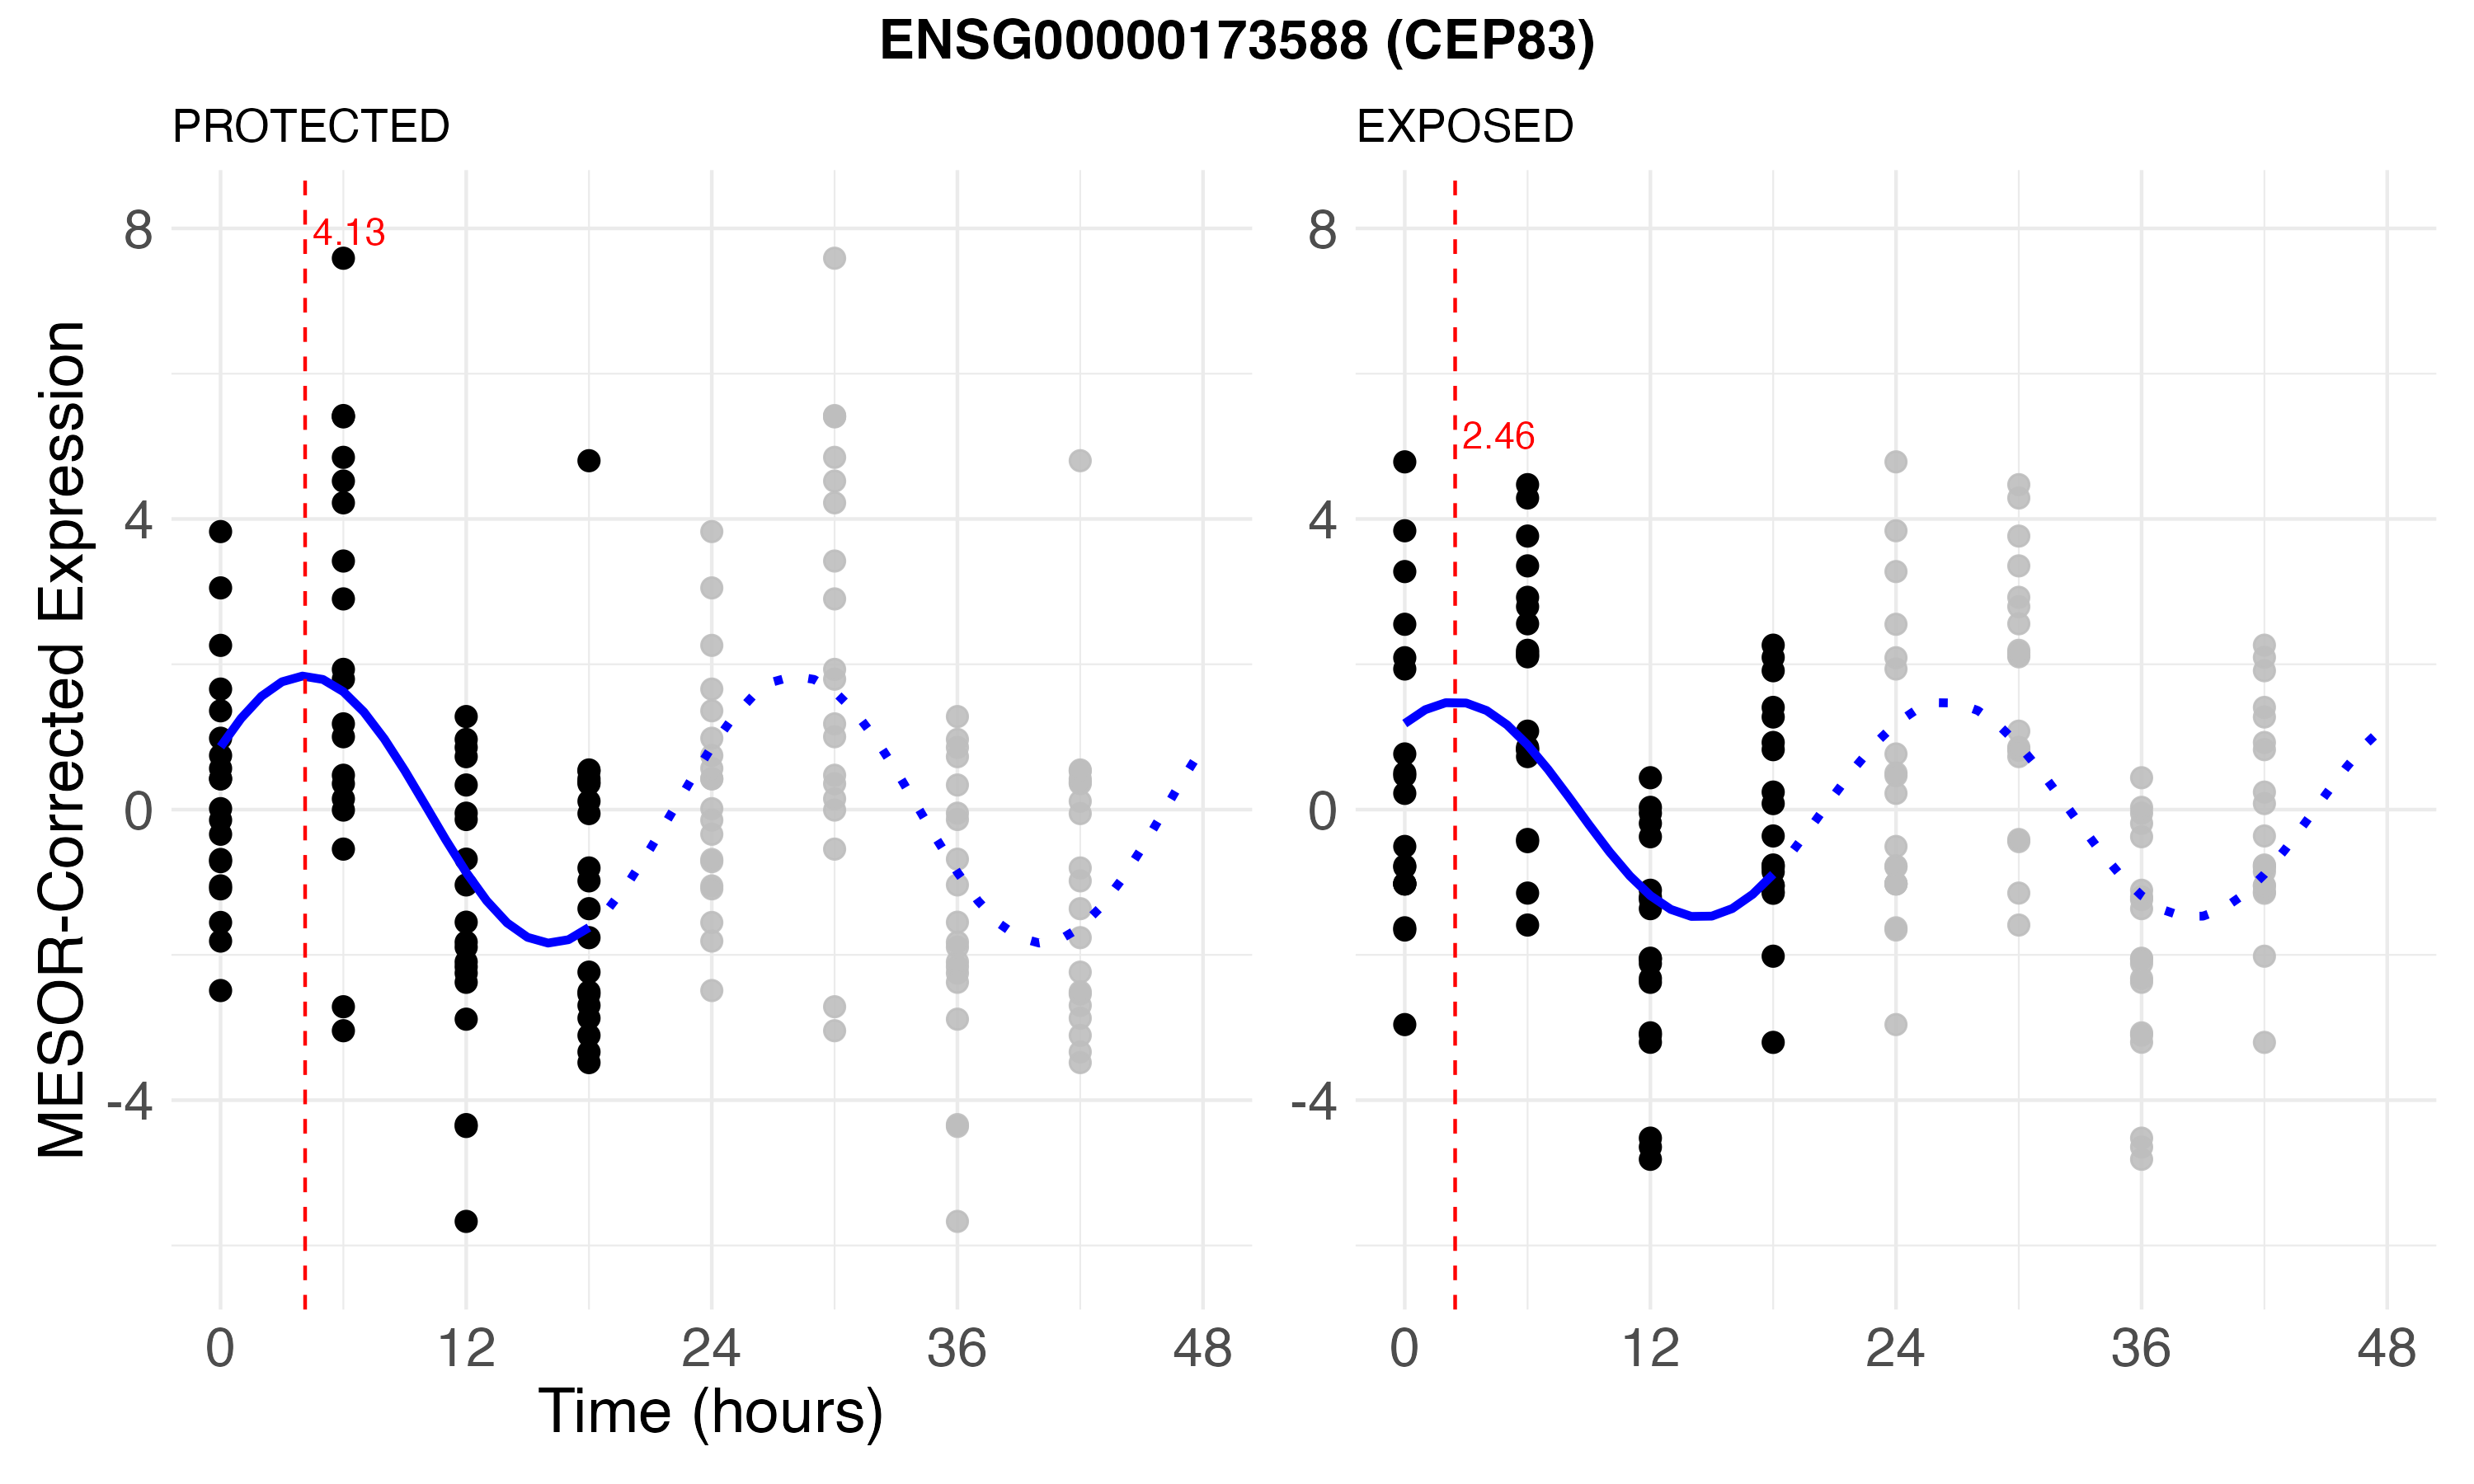 ENSG00000173588 (CEP83)
PROTECTED
EXPOSED
MESOR-Corrected Expression
8
4
0
-4
4.13
0 12 24 36 48
8
4
0
-4
2.46
0 12 24 36 48
Time (hours)